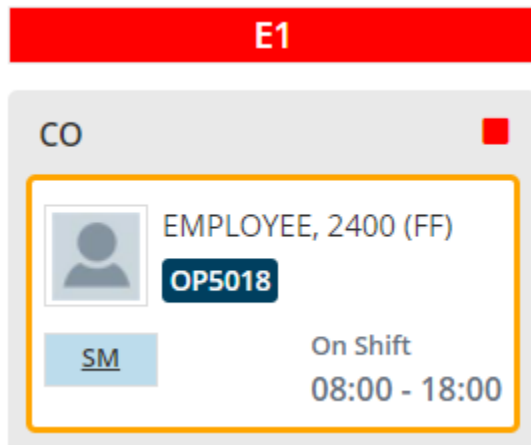 E1
CO
EMPLOYEE, 2400 (FF)
OP5018
SM
On Shift
08:00 - 18:00